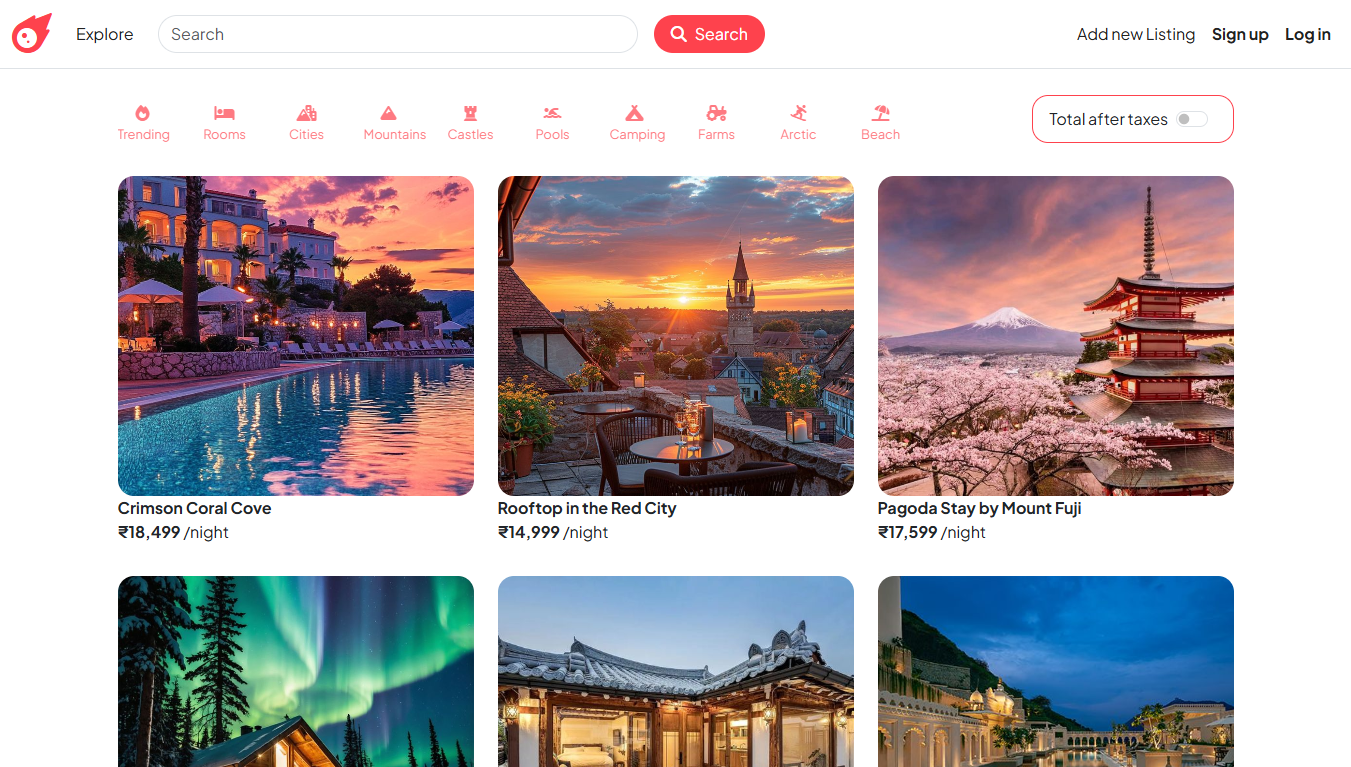 Explore
Search
Search
Add new Listing
Sign up
Log in
Trending
Rooms
Cities
Mountains
Castles
Pools
Camping
Farms
Arctic
Beach
Total after taxes
Crimson Coral Cove
₹18,499 /night
Rooftop in the Red City
₹14,999 /night
Pagoda Stay by Mount Fuji
₹17,599 /night